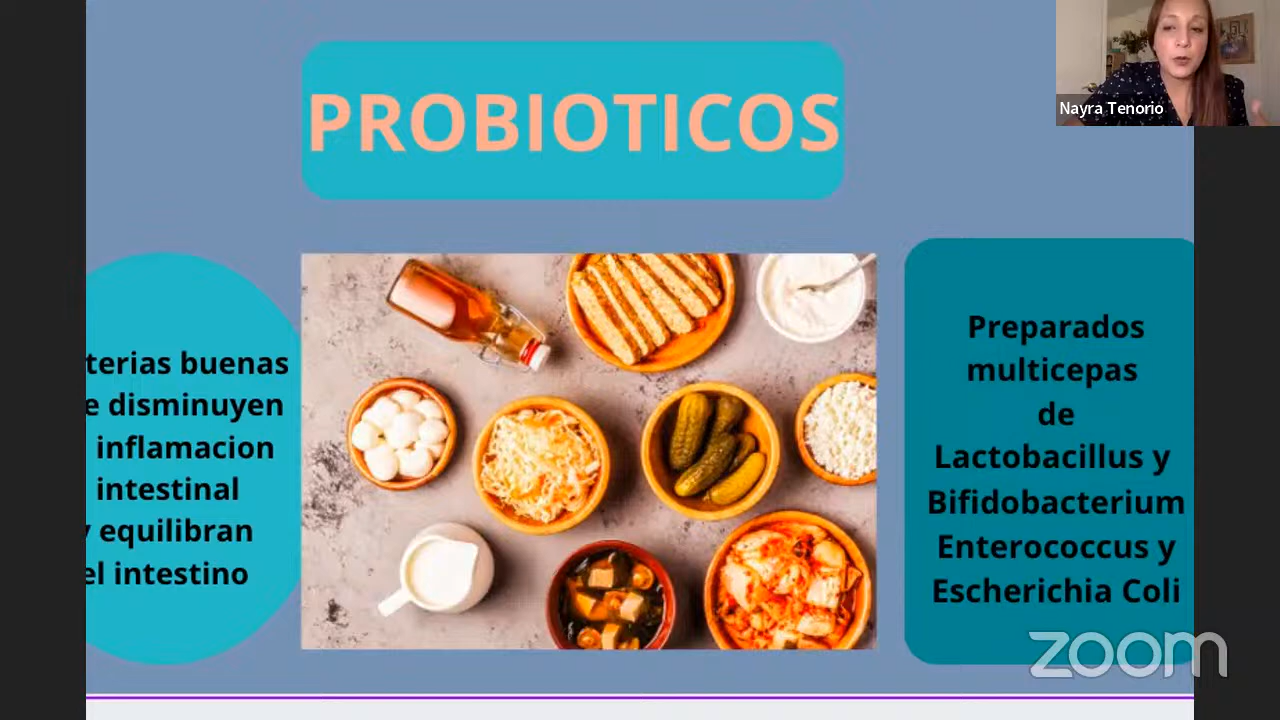 PROBIOTICOS
Nayra Tenorio
terias buenas
e disminuyen
inflamacion
intestinal
y equilibran
el intestino
Preparados
multicepas
de
Lactobacillus y
Bifidobacterium
Enterococcus y
Escherichia Coli
zoom